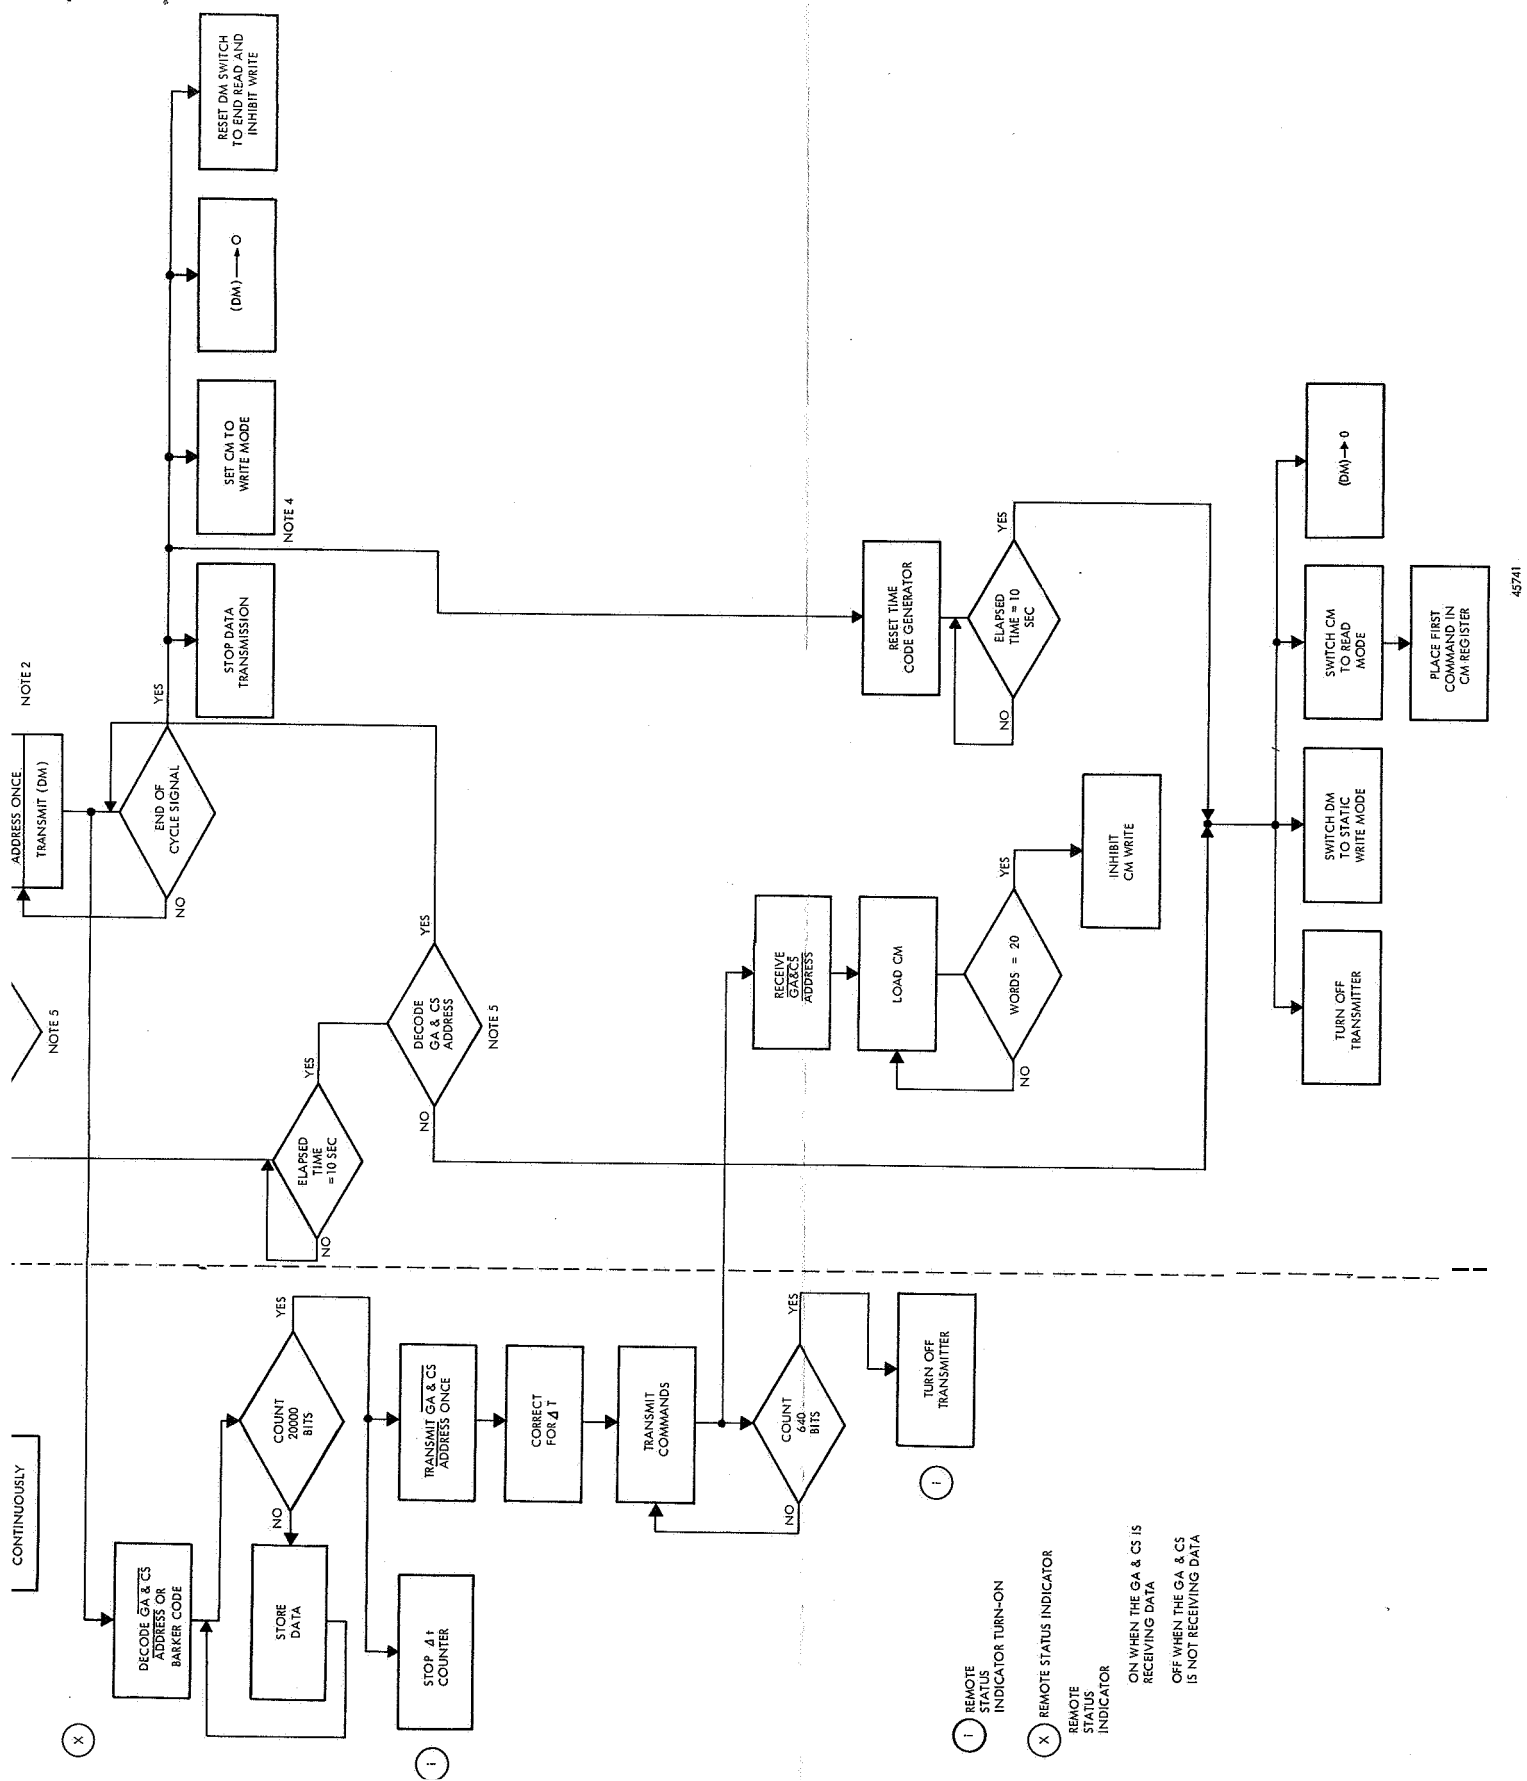 CONTINUOUSLY
NOTE 5
ADDRESS ONCE
TRANSMIT (DM)
NOTE 2
X
DECODE GA & CS
ADDRESS OR
BARKER CODE
END OF
CYCLE SIGNAL
NO
YES
STOP DATA
TRANSMISSION
SET CM TO
WRITE MODE
NOTE 4
(DM) → O
RESET DM SWITCH
TO END READ AND
INHIBIT WRITE
STORE
DATA
NO
COUNT
20000
BITS
YES
NO
ELAPSED
TIME
=10 SEC
YES
i
STOP Δ t
COUNTER
TRANSMIT GA & CS
ADDRESS ONCE
NO
DECODE
GA & CS
ADDRESS
YES
NOTE 5
CORRECT
FOR Δ T
TRANSMIT
COMMANDS
NO
COUNT
640
BITS
YES
RECEIVE
GA&CS
ADDRESS
LOAD CM
RESET TIME
CODE GENERATOR
i
TURN OFF
TRANSMITTER
NO
WORDS = 20
YES
NO
ELAPSED
TIME = 10
SEC
YES
INHIBIT
CM WRITE
i
REMOTE
STATUS
INDICATOR TURN-ON
X
REMOTE STATUS INDICATOR
REMOTE
STATUS
INDICATOR
ON WHEN THE GA & CS IS
RECEIVING DATA
OFF WHEN THE GA & CS
IS NOT RECEIVING DATA
TURN OFF
TRANSMITTER
SWITCH DM
TO STATIC
WRITE MODE
SWITCH CM
TO READ
MODE
(DM)→ 0
PLACE FIRST
COMMAND IN
CM REGISTER
45741